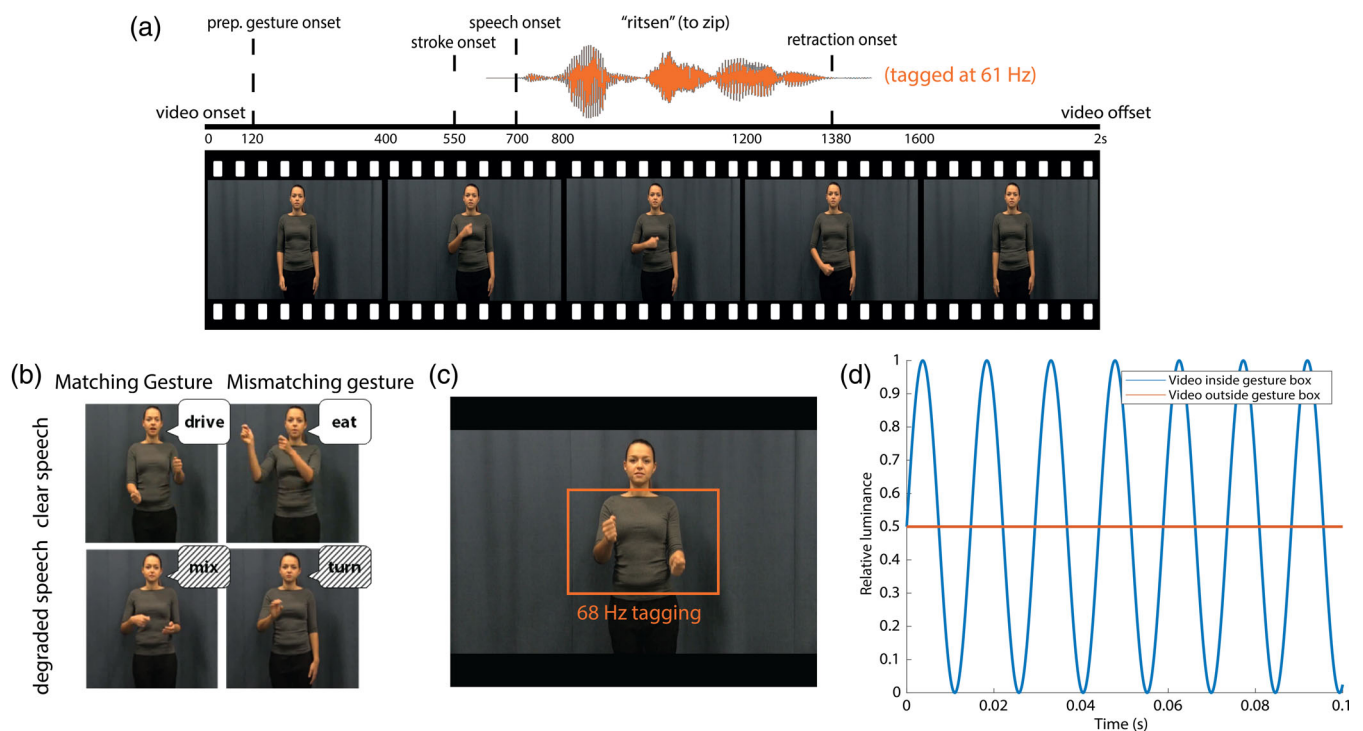 (a)
prep. gesture onset
speech onset
"ritsen" (to zip)
stroke onset
retraction onset
(tagged at 61 Hz)
video onset
video offset
0 120 400 550 700 800 1200 1380 1600 2s
(b)
Matching Gesture Mismatching gesture
clear speech
drive
eat
degraded speech
mix
turn
(c)
68 Hz tagging
(d)
Relative luminance
1
0.9
0.8
0.7
0.6
0.5
0.4
0.3
0.2
0.1
0
Video inside gesture box
Video outside gesture box
0 0.02 0.04 0.06 0.08 0.1
Time (s)